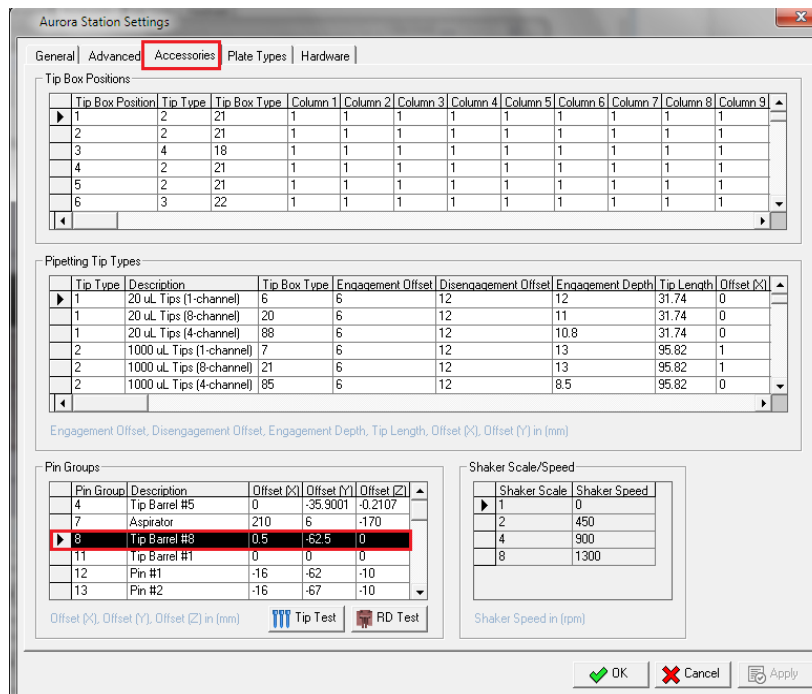 Aurora Station Settings
General Advanced Accessories Plate Types Hardware
Tip Box Positions
Tip Box Position Tip Type Tip Box Type Column 1 Column 2 Column 3 Column 4 Column 5 Column 6 Column 7 Column 8 Column 9
1 2 21 1 1 1 1 1 1 1 1 1
2 2 21 1 1 1 1 1 1 1 1 1
3 4 18 1 1 1 1 1 1 1 1 1
4 2 21 1 1 1 1 1 1 1 1 1
5 2 21 1 1 1 1 1 1 1 1 1
6 3 22 1 1 1 1 1 1 1 1 1
Pipetting Tip Types
Tip Type Description Tip Box Type Engagement Offset Disengagement Offset Engagement Depth Tip Length Offset (X)
1 20 uL Tips (1-channel) 6 6 12 12 31.74 0
1 20 uL Tips (8-channel) 20 6 12 11 31.74 0
1 20 uL Tips (4-channel) 88 6 12 10.8 31.74 0
2 1000 uL Tips (1-channel) 7 6 12 13 95.82 1
2 1000 uL Tips (8-channel) 21 6 12 13 95.82 1
2 1000 uL Tips (4-channel) 85 6 12 8.5 95.82 0
Engagement Offset, Disengagement Offset, Engagement Depth, Tip Length, Offset (X), Offset (Y) in (mm)
Pin Groups
Pin Group Description Offset (X) Offset (Y) Offset (Z)
4 Tip Barrel #5 0 -35.9001 -0.2107
7 Aspirator 210 6 -170
8 Tip Barrel #8 0.5 -62.5 0
11 Tip Barrel #1 0 0 0
12 Pin #1 -16 -62 -10
13 Pin #2 -16 -67 -10
Offset (X), Offset (Y), Offset (Z) in (mm)
Tip Test RD Test
Shaker Scale/Speed
Shaker Scale Shaker Speed
1 0
2 450
4 900
8 1300
Shaker Speed in (rpm)
OK Cancel Apply